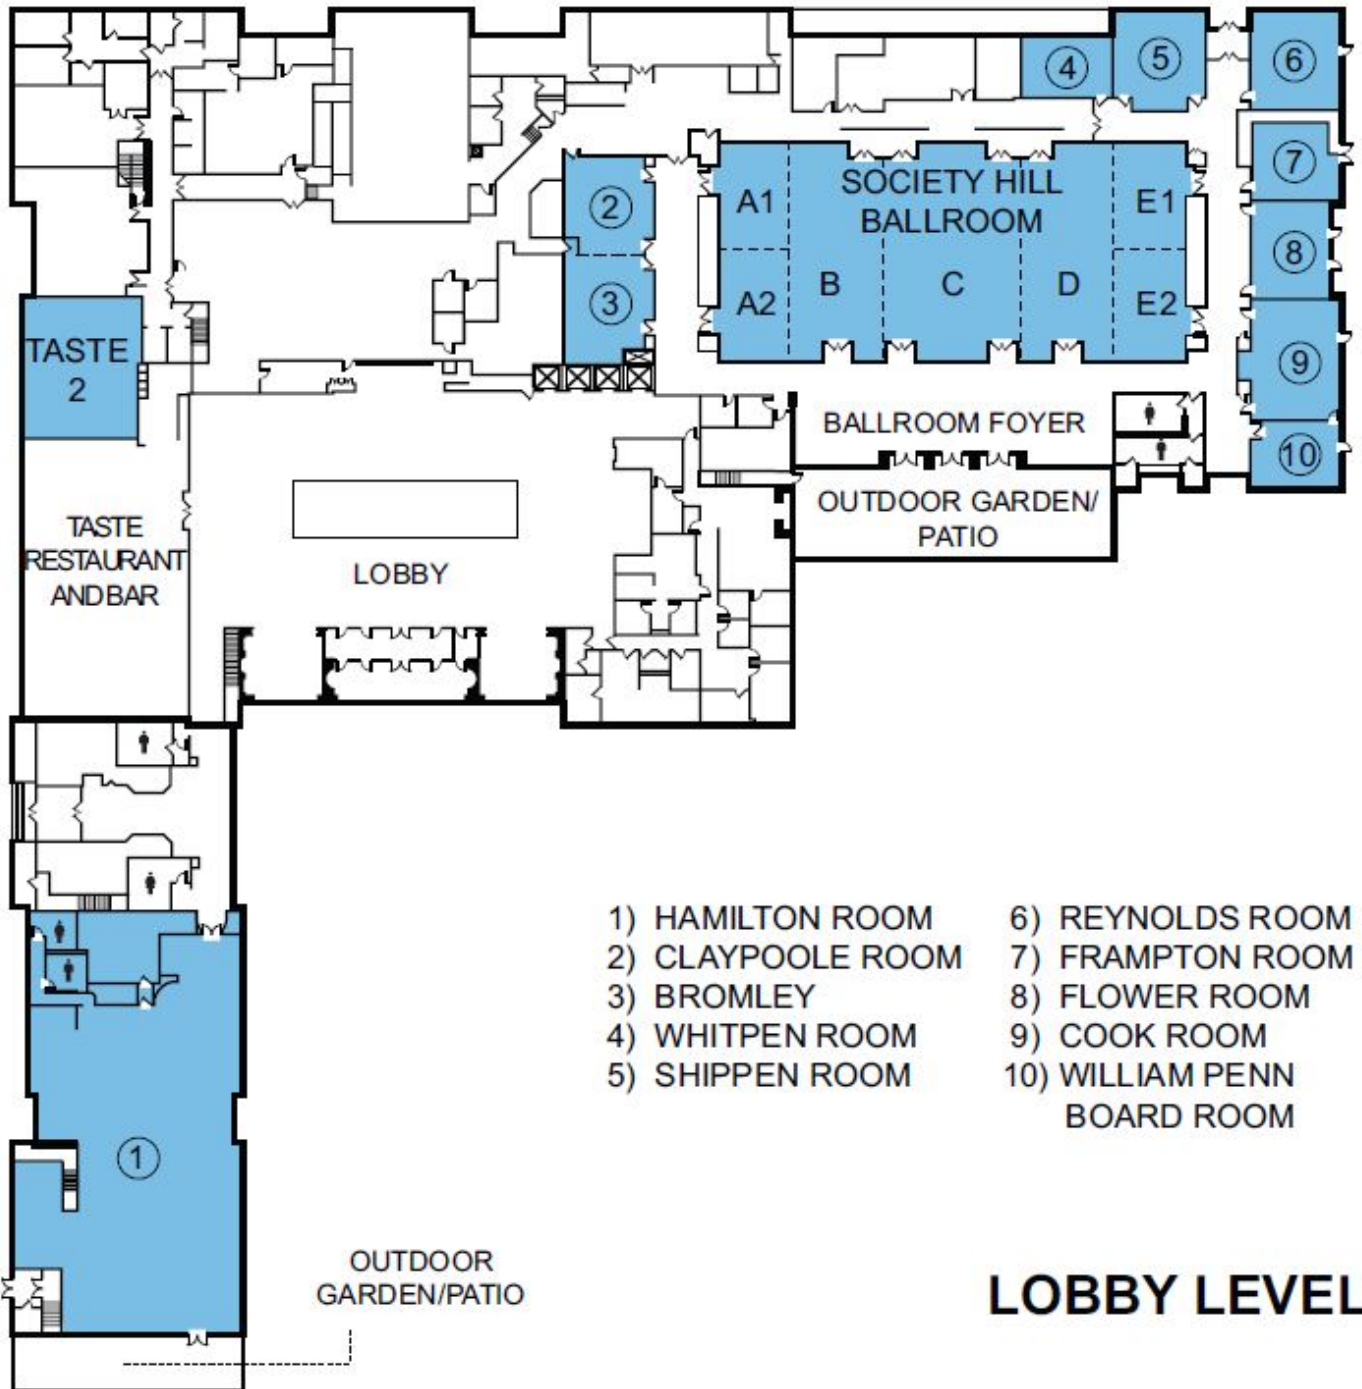 4
5
6
7
2
SOCIETY HILL
BALLROOM
A1
E1
8
3
A2
B
C
D
E2
TASTE
2
9
BALLROOM FOYER
10
OUTDOOR GARDEN/
PATIO
TASTE
RESTAURANT
ANDBAR
LOBBY
1) HAMILTON ROOM
2) CLAYPOOLE ROOM
3) BROMLEY
4) WHITPEN ROOM
5) SHIPPEN ROOM
6) REYNOLDS ROOM
7) FRAMPTON ROOM
8) FLOWER ROOM
9) COOK ROOM
10) WILLIAM PENN
BOARD ROOM
1
OUTDOOR
GARDEN/PATIO
LOBBY LEVEL